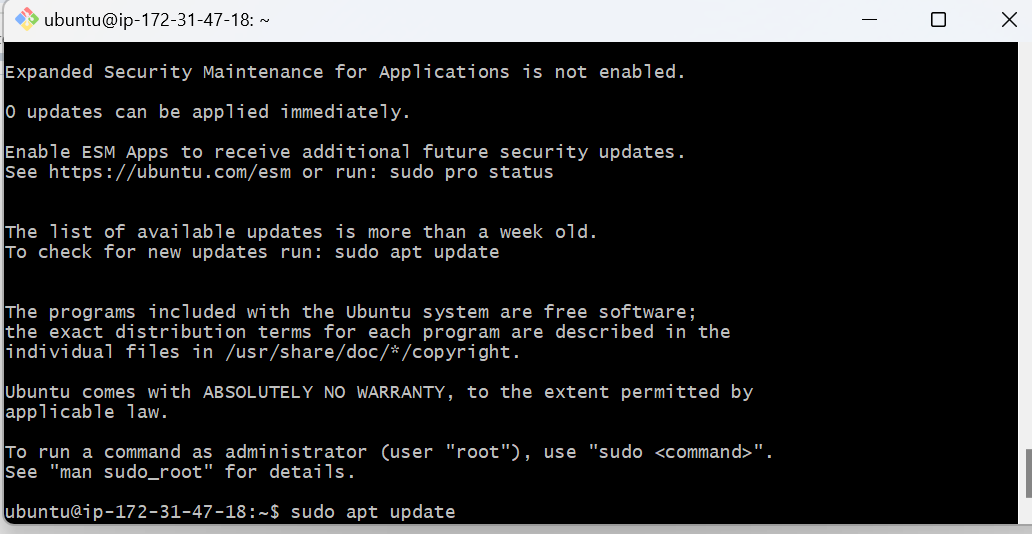 ubuntu@ip-172-31-47-18: ~
Expanded Security Maintenance for Applications is not enabled.
0 updates can be applied immediately.
Enable ESM Apps to receive additional future security updates.
See https://ubuntu.com/esm or run: sudo pro status
The list of available updates is more than a week old.
To check for new updates run: sudo apt update
The programs included with the Ubuntu system are free software;
the exact distribution terms for each program are described in the
individual files in /usr/share/doc/*/copyright.
Ubuntu comes with ABSOLUTELY NO WARRANTY, to the extent permitted by
applicable law.
To run a command as administrator (user "root"), use "sudo <command>".
See "man sudo_root" for details.
ubuntu@ip-172-31-47-18:~$ sudo apt update